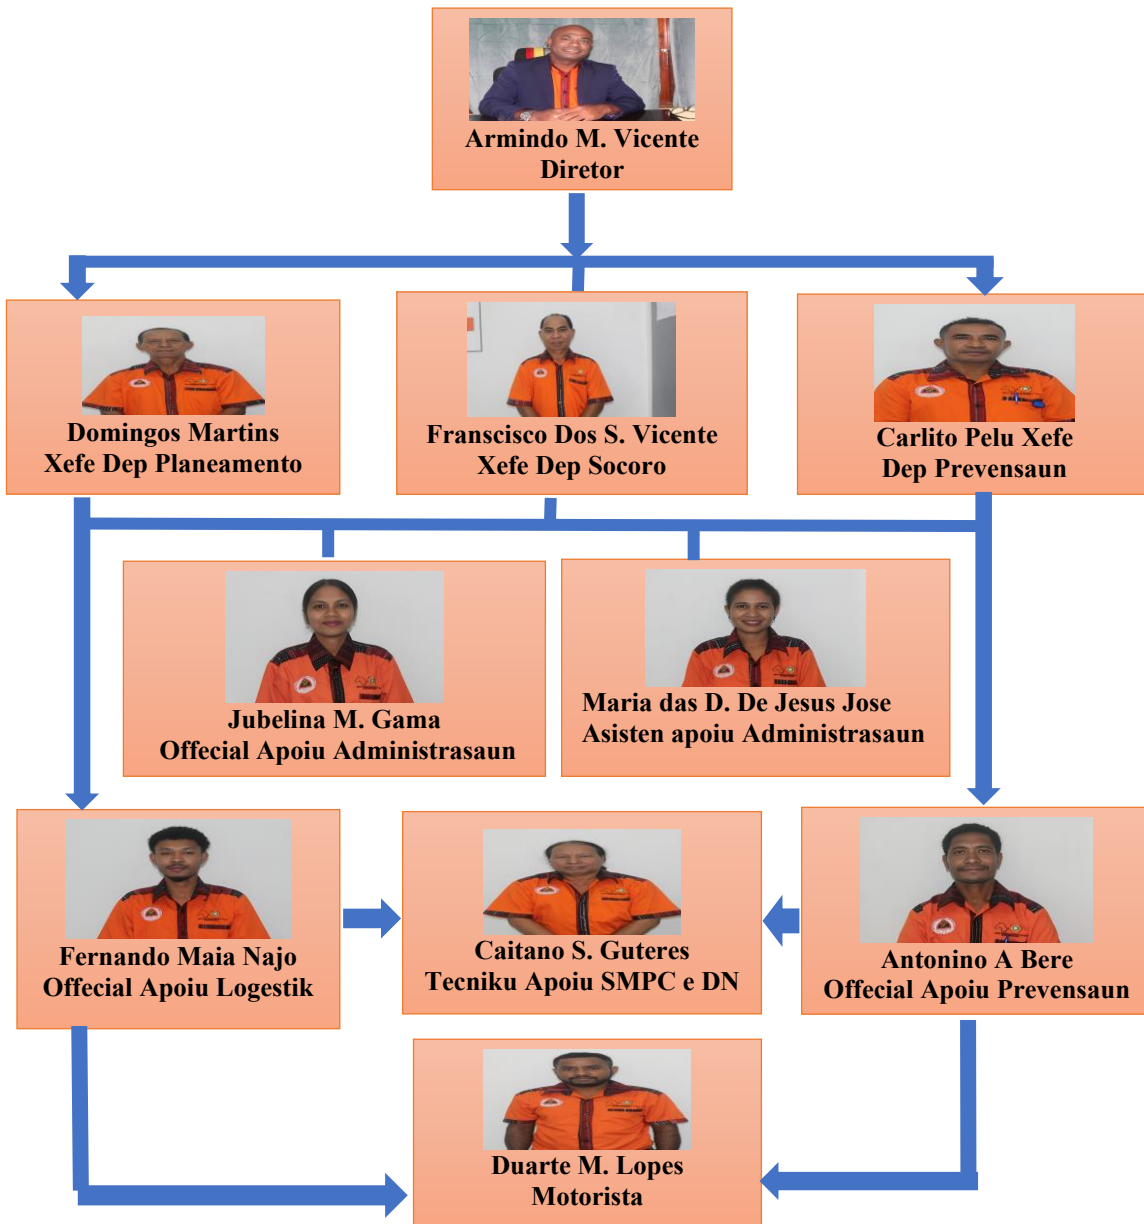 Armindo M. Vicente
Diretor
Domingos Martins
Xefe Dep Planeamento
Franscisco Dos S. Vicente
Xefe Dep Socoro
Carlito Pelu Xefe
Dep Prevensaun
Jubelina M. Gama
Offecial Apoiu Administrasaun
Maria das D. De Jesus Jose
Asisten apoiu Administrasaun
Fernando Maia Najo
Offecial Apoiu Logestik
Caitano S. Guteres
Tecniku Apoiu SMPC e DN
Antonino A Bere
Offecial Apoiu Prevensaun
Duarte M. Lopes
Motorista